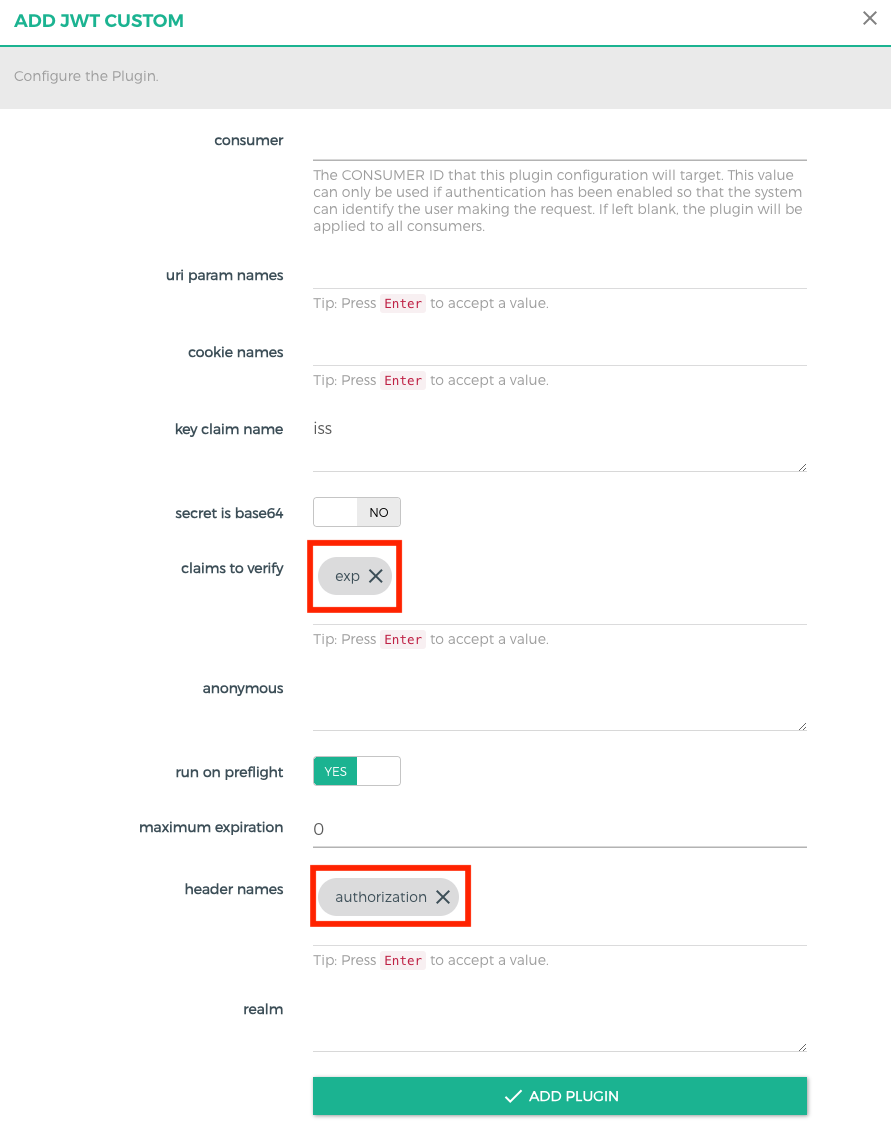 ADD JWT CUSTOM
Configure the Plugin.
consumer
The CONSUMER ID that this plugin configuration will target. This value
can only be used if authentication has been enabled so that the system
can identify the user making the request. If left blank, the plugin will be
applied to all consumers.
uri param names
Tip: Press Enter to accept a value.
cookie names
Tip: Press Enter to accept a value.
key claim name
iss
secret is base64
NO
claims to verify
exp
Tip: Press Enter to accept a value.
anonymous
run on preflight
YES
maximum expiration
0
header names
authorization
Tip: Press Enter to accept a value.
realm
ADD PLUGIN